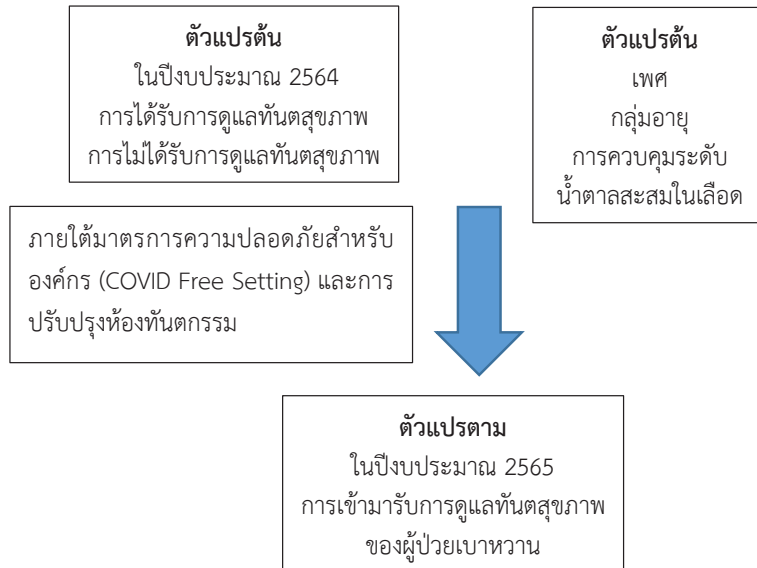 ตัวแปรต้น
ในปีงบประมาณ 2564
การได้รับการดูแลทันตสุขภาพ
การไม่ได้รับการดูแลทันตสุขภาพ
ตัวแปรต้น
เพศ
กลุ่มอายุ
การควบคุมระดับ
น้ำตาลสะสมในเลือด
ภายใต้มาตรการความปลอดภัยสำหรับ
องค์กร (COVID Free Setting) และการ
ปรับปรุงห้องทันตกรรม
ตัวแปรตาม
ในปีงบประมาณ 2565
การเข้ามารับการดูแลทันตสุขภาพ
ของผู้ป่วยเบาหวาน